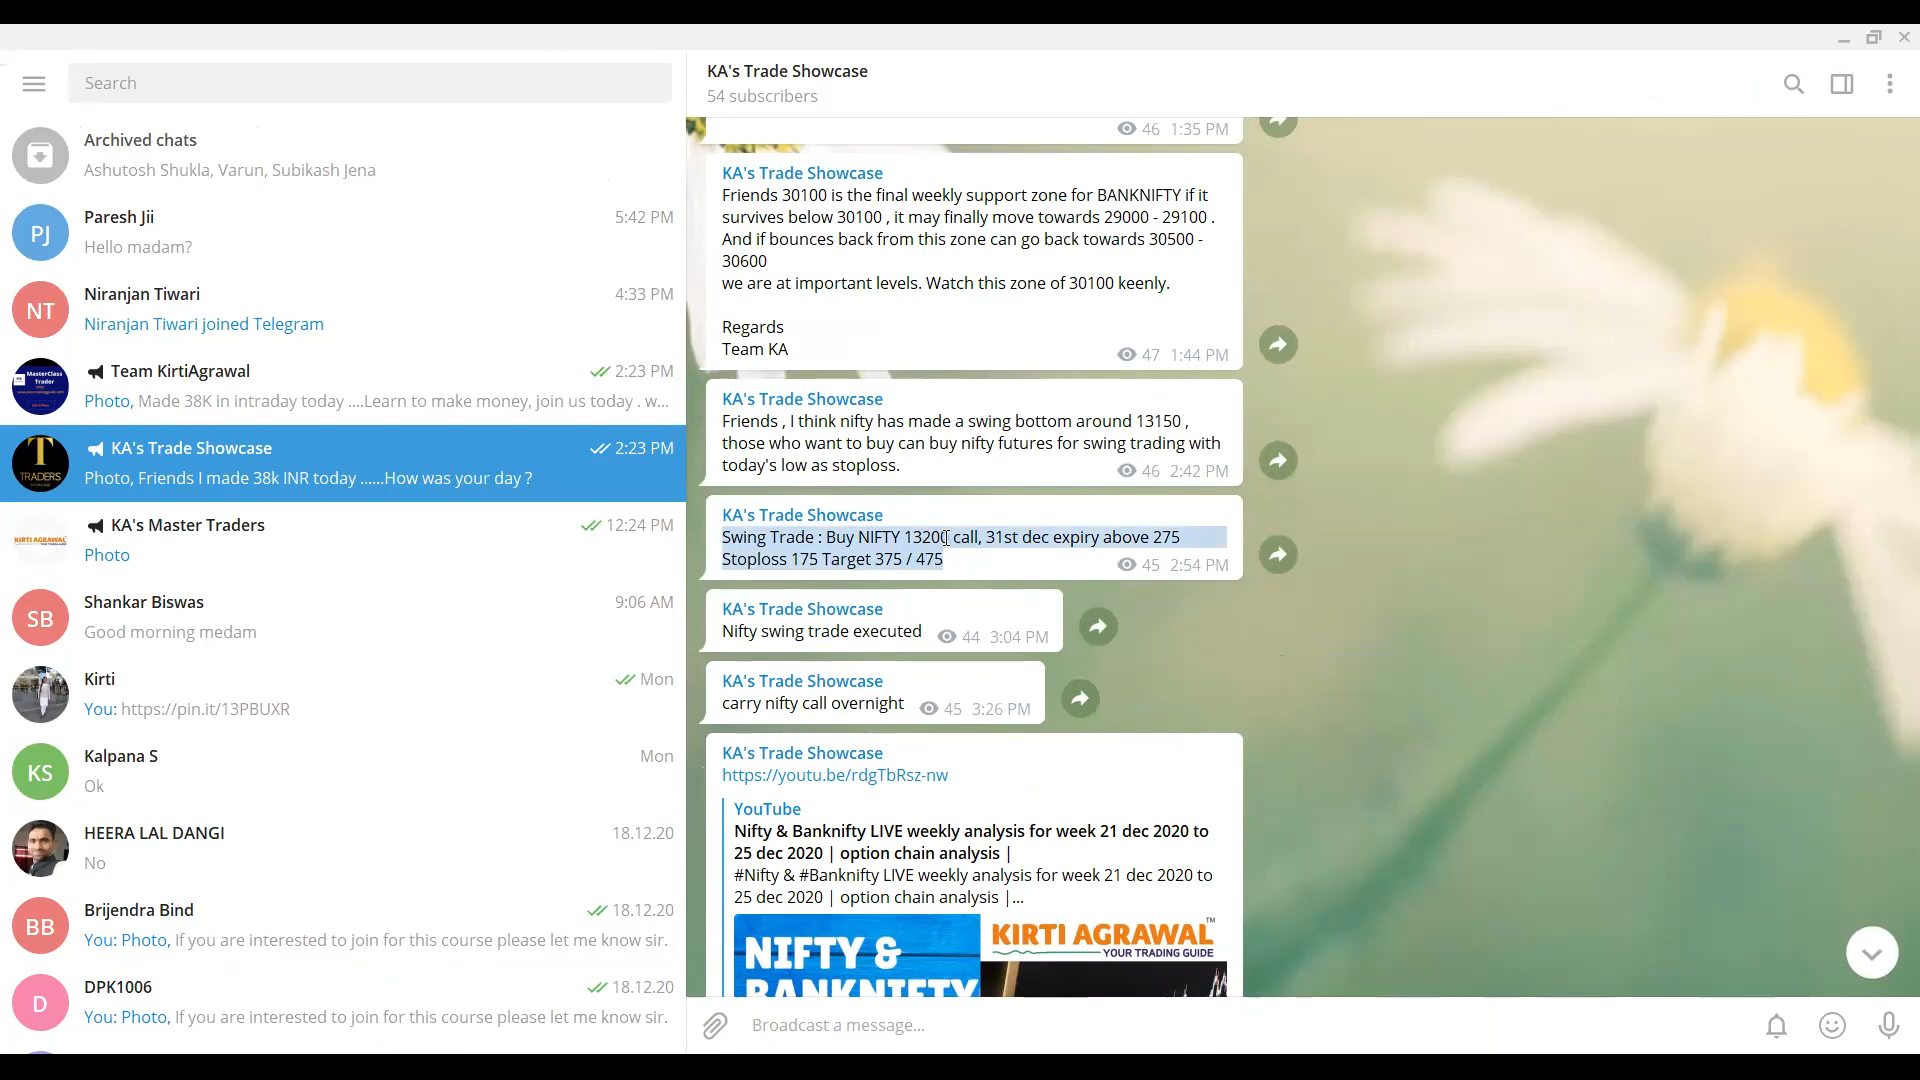 Search
Archived chats
Ashutosh Shukla, Varun, Subikash Jena
PJ
Paresh Jii
5:42 PM
Hello madam?
NT
Niranjan Tiwari
4:33 PM
Niranjan Tiwari joined Telegram
Team KirtiAgrawal
2:23 PM
Photo, Made 38K in intraday today ....Learn to make money, join us today . w...
T
TRADERS
KA's Trade Showcase
2:23 PM
Photo, Friends I made 38k INR today ......How was your day ?
KIRTI AGRAWAL
KA's Master Traders
12:24 PM
Photo
SB
Shankar Biswas
9:06 AM
Good morning medam
Kirti
Mon
You: https://pin.it/13PBUXR
KS
Kalpana S
Mon
Ok
HEERA LAL DANGI
18.12.20
No
BB
Brijendra Bind
18.12.20
You: Photo, If you are interested to join for this course please let me know sir.
D
DPK1006
18.12.20
You: Photo, If you are interested to join for this course please let me know sir.
KA's Trade Showcase
54 subscribers
46 1:35 PM
KA's Trade Showcase
Friends 30100 is the final weekly support zone for BANKNIFTY if it
survives below 30100 , it may finally move towards 29000 - 29100 .
And if bounces back from this zone can go back towards 30500 -
30600
we are at important levels. Watch this zone of 30100 keenly.
Regards
Team KA
47 1:44 PM
KA's Trade Showcase
Friends , I think nifty has made a swing bottom around 13150 ,
those who want to buy can buy nifty futures for swing trading with
today's low as stoploss.
46 2:42 PM
KA's Trade Showcase
Swing Trade : Buy NIFTY 13200 call, 31st dec expiry above 275
Stoploss 175 Target 375 / 475
45 2:54 PM
KA's Trade Showcase
Nifty swing trade executed
44 3:04 PM
KA's Trade Showcase
carry nifty call overnight
45 3:26 PM
KA's Trade Showcase
https://youtu.be/rdgTbRsz-nw
YouTube
Nifty & Banknifty LIVE weekly analysis for week 21 dec 2020 to
25 dec 2020 | option chain analysis |
#Nifty & #Banknifty LIVE weekly analysis for week 21 dec 2020 to
25 dec 2020 | option chain analysis |...
NIFTY &
BANKNIFTY
KIRTI AGRAWAL™
YOUR TRADING GUIDE
Broadcast a message...